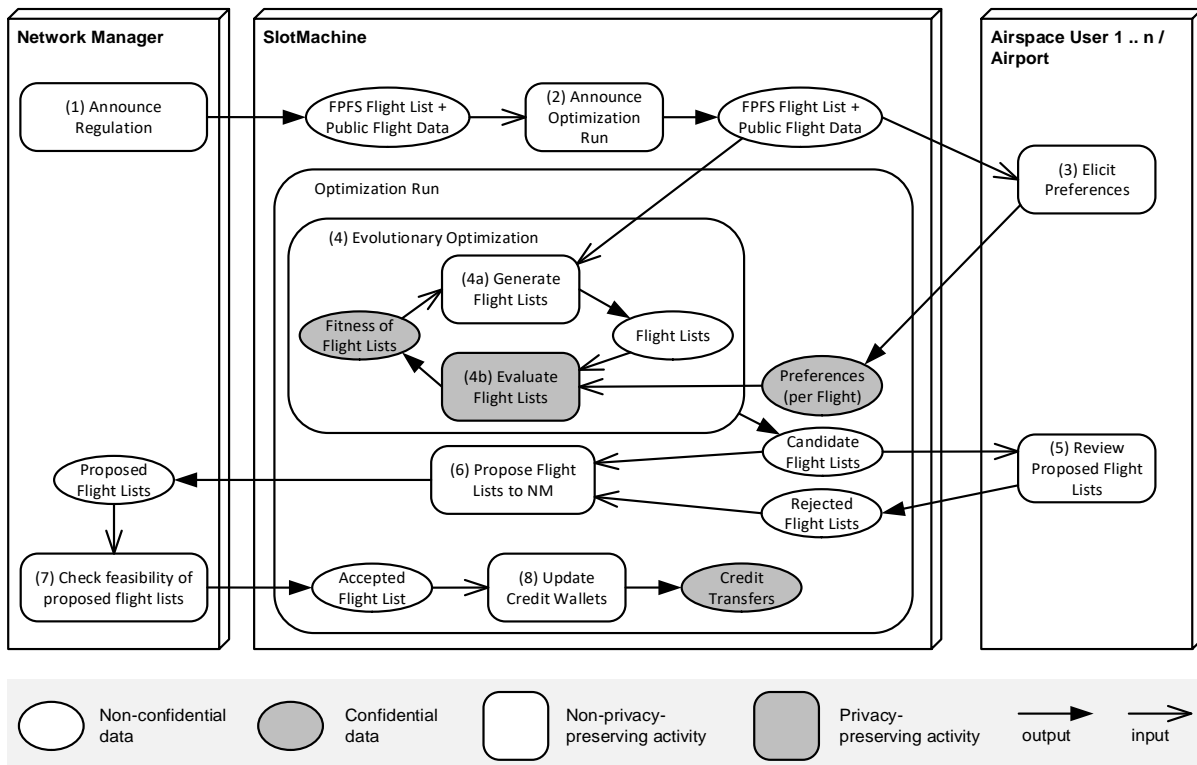 Network Manager
SlotMachine
Airspace User 1 .. n /
Airport
(1) Announce
Regulation
FPFS Flight List +
Public Flight Data
(2) Announce
Optimization
Run
FPFS Flight List +
Public Flight Data
(3) Elicit
Preferences
Optimization Run
(4) Evolutionary Optimization
(4a) Generate
Flight Lists
Fitness of
Flight Lists
Flight Lists
(4b) Evaluate
Flight Lists
Preferences
(per Flight)
Candidate
Flight Lists
(5) Review
Proposed Flight
Lists
(6) Propose Flight
Lists to NM
Proposed
Flight Lists
Rejected
Flight Lists
(7) Check feasibility of
proposed flight lists
Accepted
Flight List
(8) Update
Credit Wallets
Credit
Transfers
Non-confidential
data
Confidential
data
Non-privacy-
preserving activity
Privacy-
preserving activity
output
input